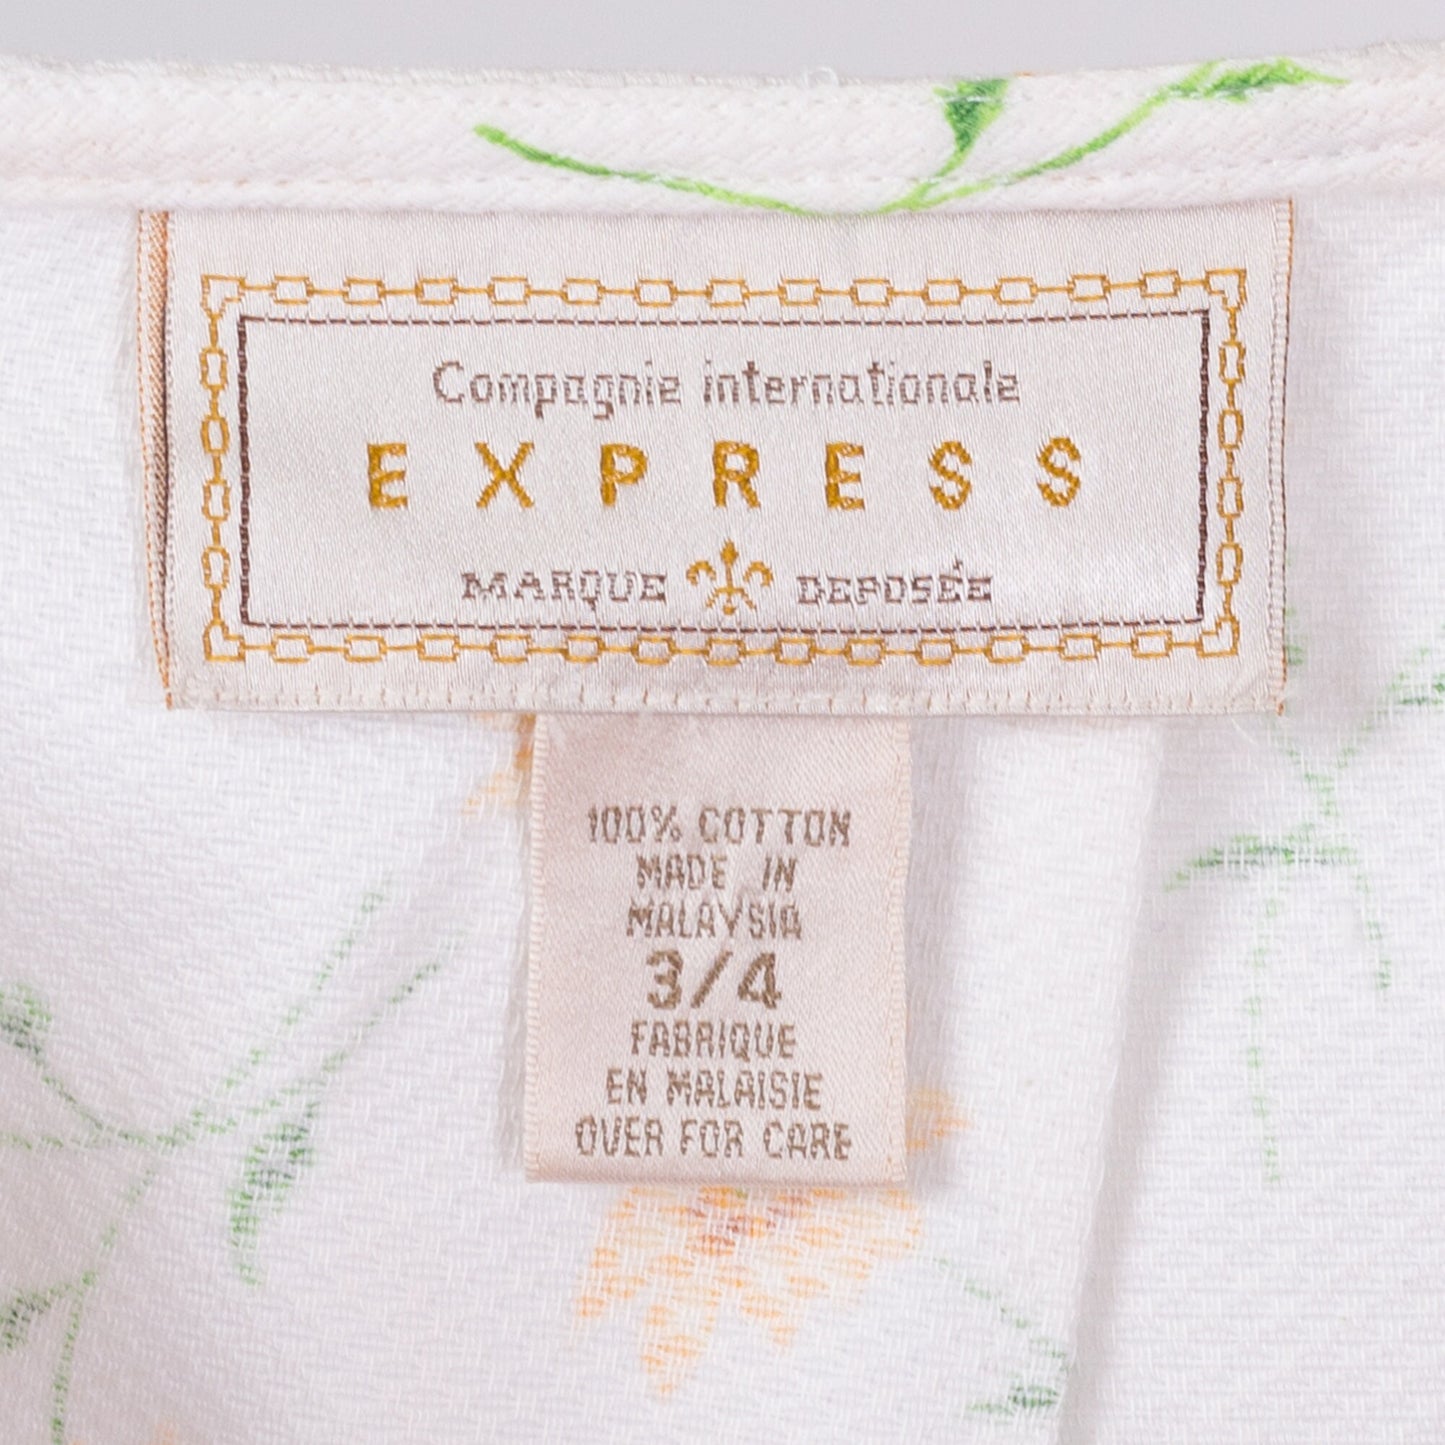 Compagnie internationale
EXPRESS
MARQUE DEPOSÉE
100% COTTON
MADE IN
MALAYSIA
3/4
FABRIQUE
EN MALAISIE
OVER FOR CARE